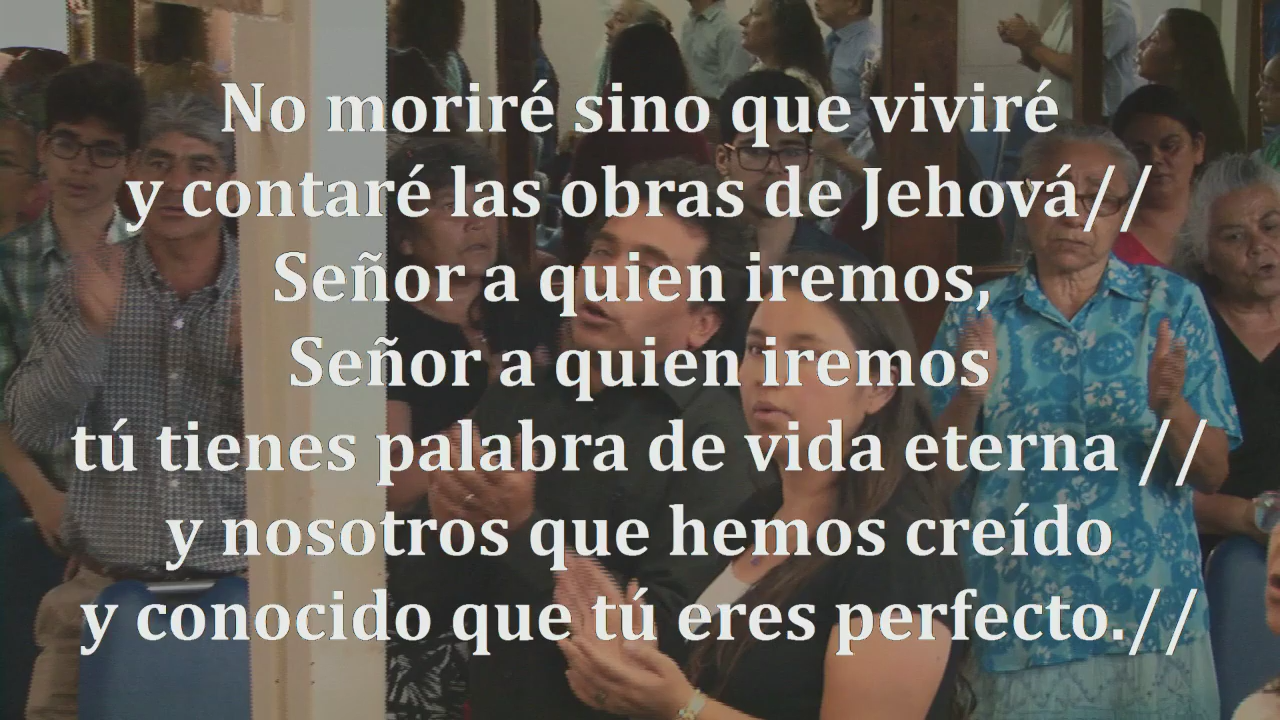 No moriré sino que viviré
y contaré las obras de Jehová//
Señor a quien iremos,
Señor a quien iremos
tú tienes palabra de vida eterna //
y nosotros que hemos creído
y conocido que tú eres perfecto.//